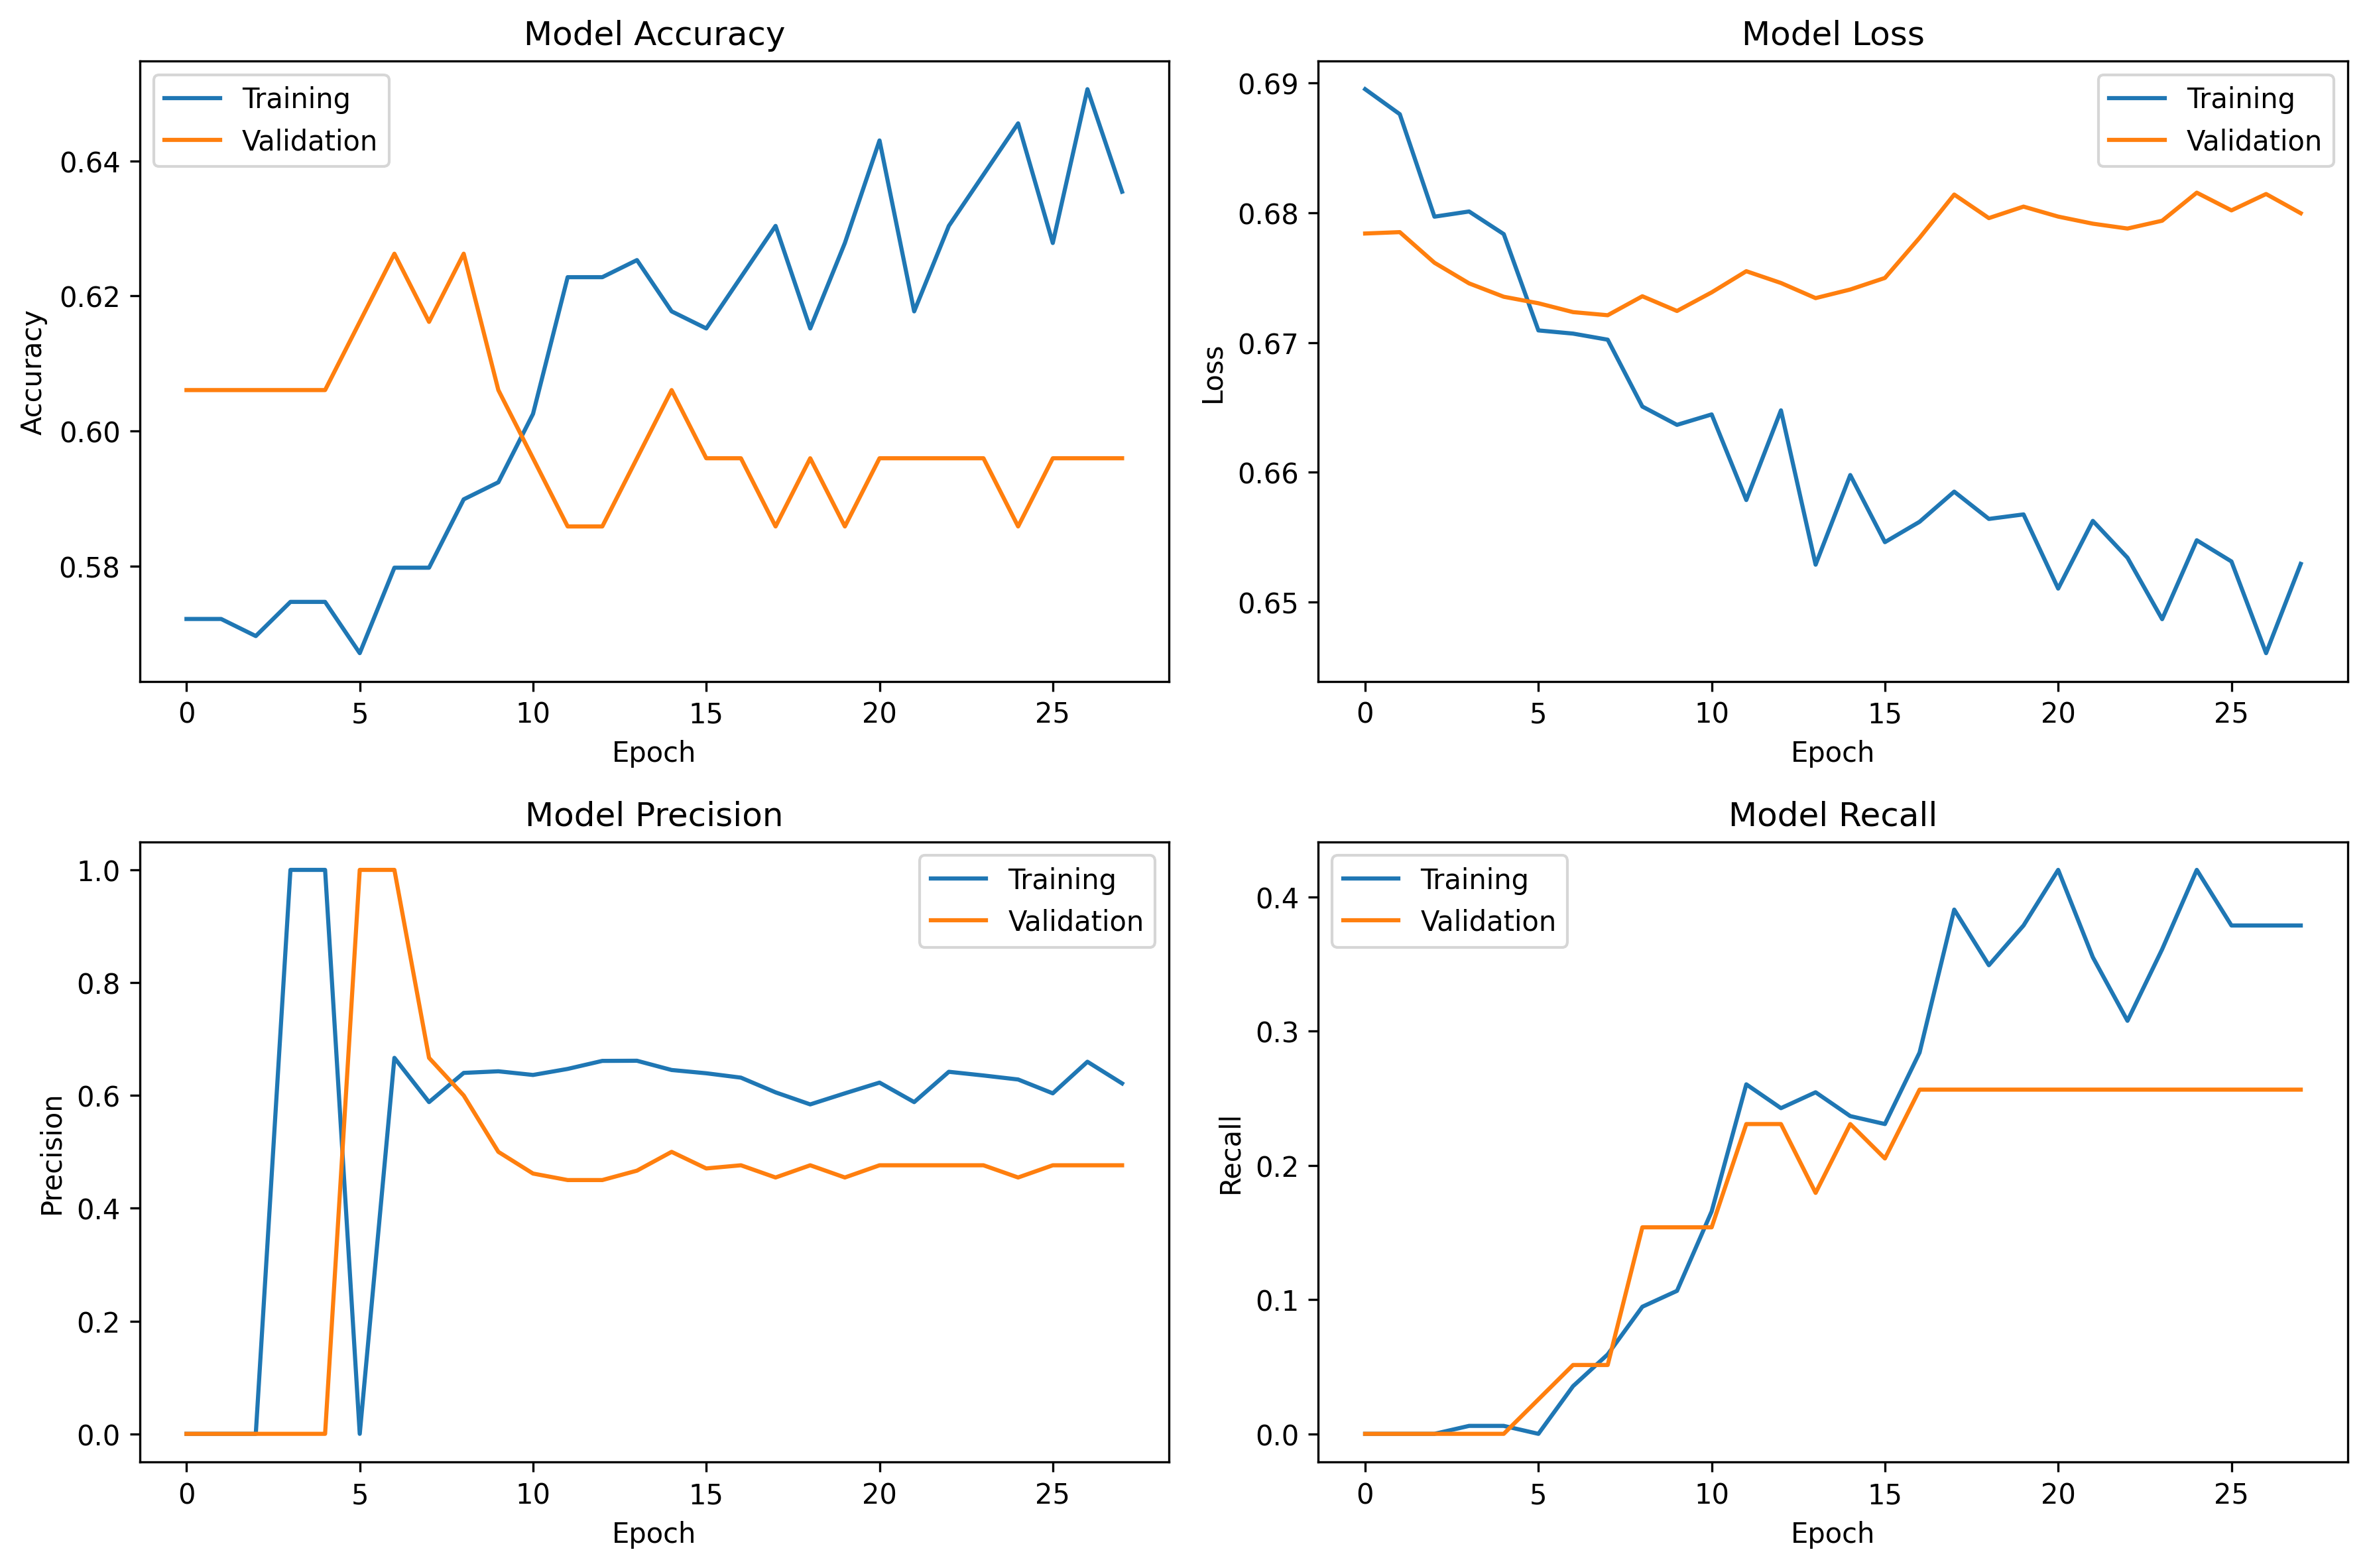 Model Accuracy
Training
Validation
0.64
0.62
0.60
0.58
Accuracy
0
5
10
15
20
25
Epoch
Model Loss
Training
Validation
0.69
0.68
0.67
0.66
0.65
Loss
0
5
10
15
20
25
Epoch
Model Precision
Training
Validation
1.0
0.8
0.6
0.4
0.2
0.0
Precision
0
5
10
15
20
25
Epoch
Model Recall
Training
Validation
0.4
0.3
0.2
0.1
0.0
Recall
0
5
10
15
20
25
Epoch